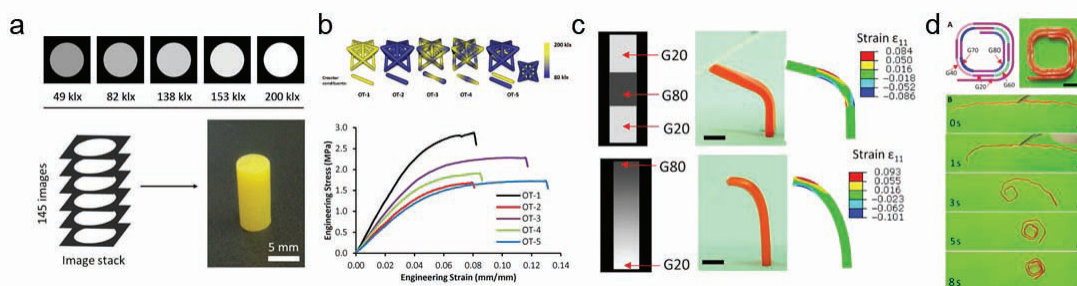 a
49 klx 82 klx 138 klx 153 klx 200 klx
145 images
Image stack
5 mm
b
200 klx
80 klx
OT-1 OT-2 OT-3 OT-4 OT-5
Engineering Stress (MPa)
3.0
2.5
2.0
1.5
1.0
0.5
0.0
OT-1
OT-2
OT-3
OT-4
OT-5
0.00 0.02 0.04 0.06 0.08 0.10 0.12 0.14
Engineering Strain (mm/mm)
c
G20
G80
G20
Strain ε11
0.084
0.050
0.016
-0.018
-0.052
-0.086
G80
G20
Strain ε11
0.093
0.055
0.016
-0.023
-0.062
-0.101
d
A
G70 G80
G40
G20
G60
B
0s
1s
3s
5s
8s